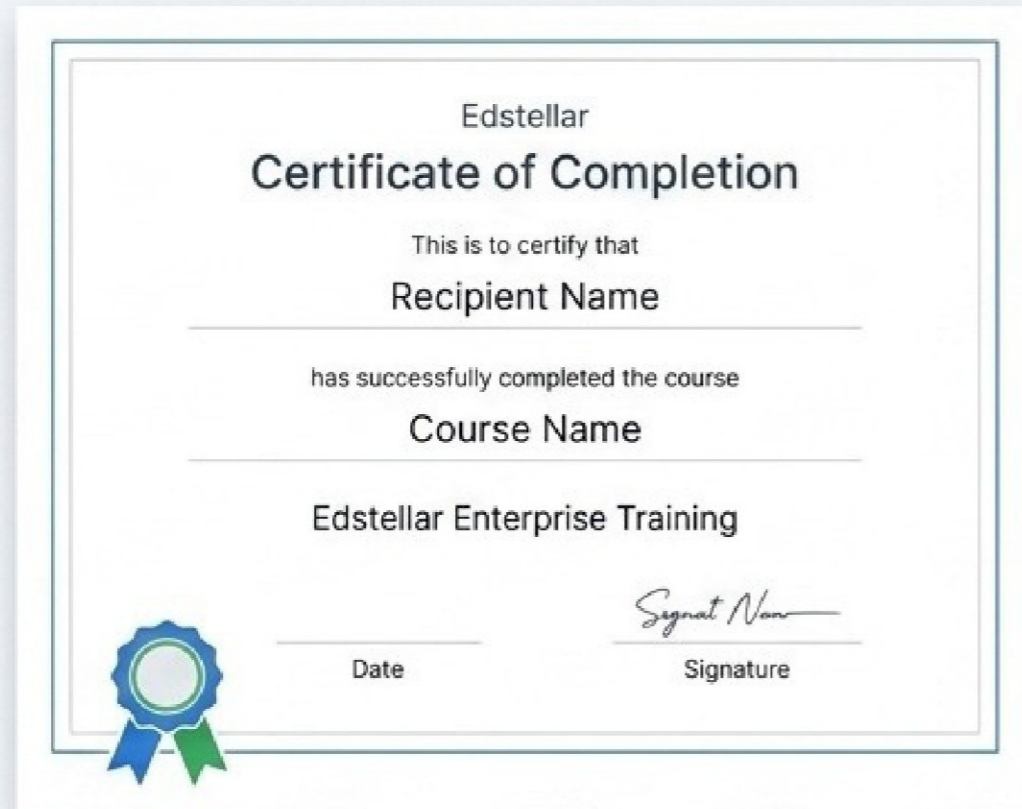 Edstellar
Certificate of Completion
This is to certify that
Recipient Name
has successfully completed the course
Course Name
Edstellar Enterprise Training
Date
Signature